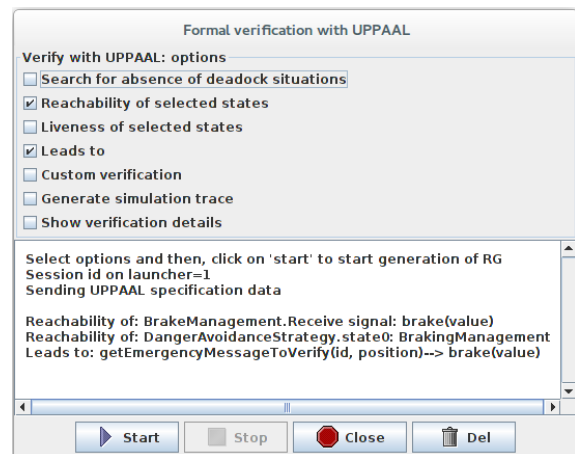 Formal verification with UPPAAL
Verify with UPPAAL: options
Search for absence of deadock situations
Reachability of selected states
Liveness of selected states
Leads to
Custom verification
Generate simulation trace
Show verification details
Select options and then, click on 'start' to start generation of RG
Session id on launcher=1
Sending UPPAAL specification data
Reachability of: BrakeManagement.Receive signal: brake(value)
Reachability of: DangerAvoidanceStrategy.state0: BrakingManagement
Leads to: getEmergencyMessageToVerify(id, position)--> brake(value)
Start
Stop
Close
Del